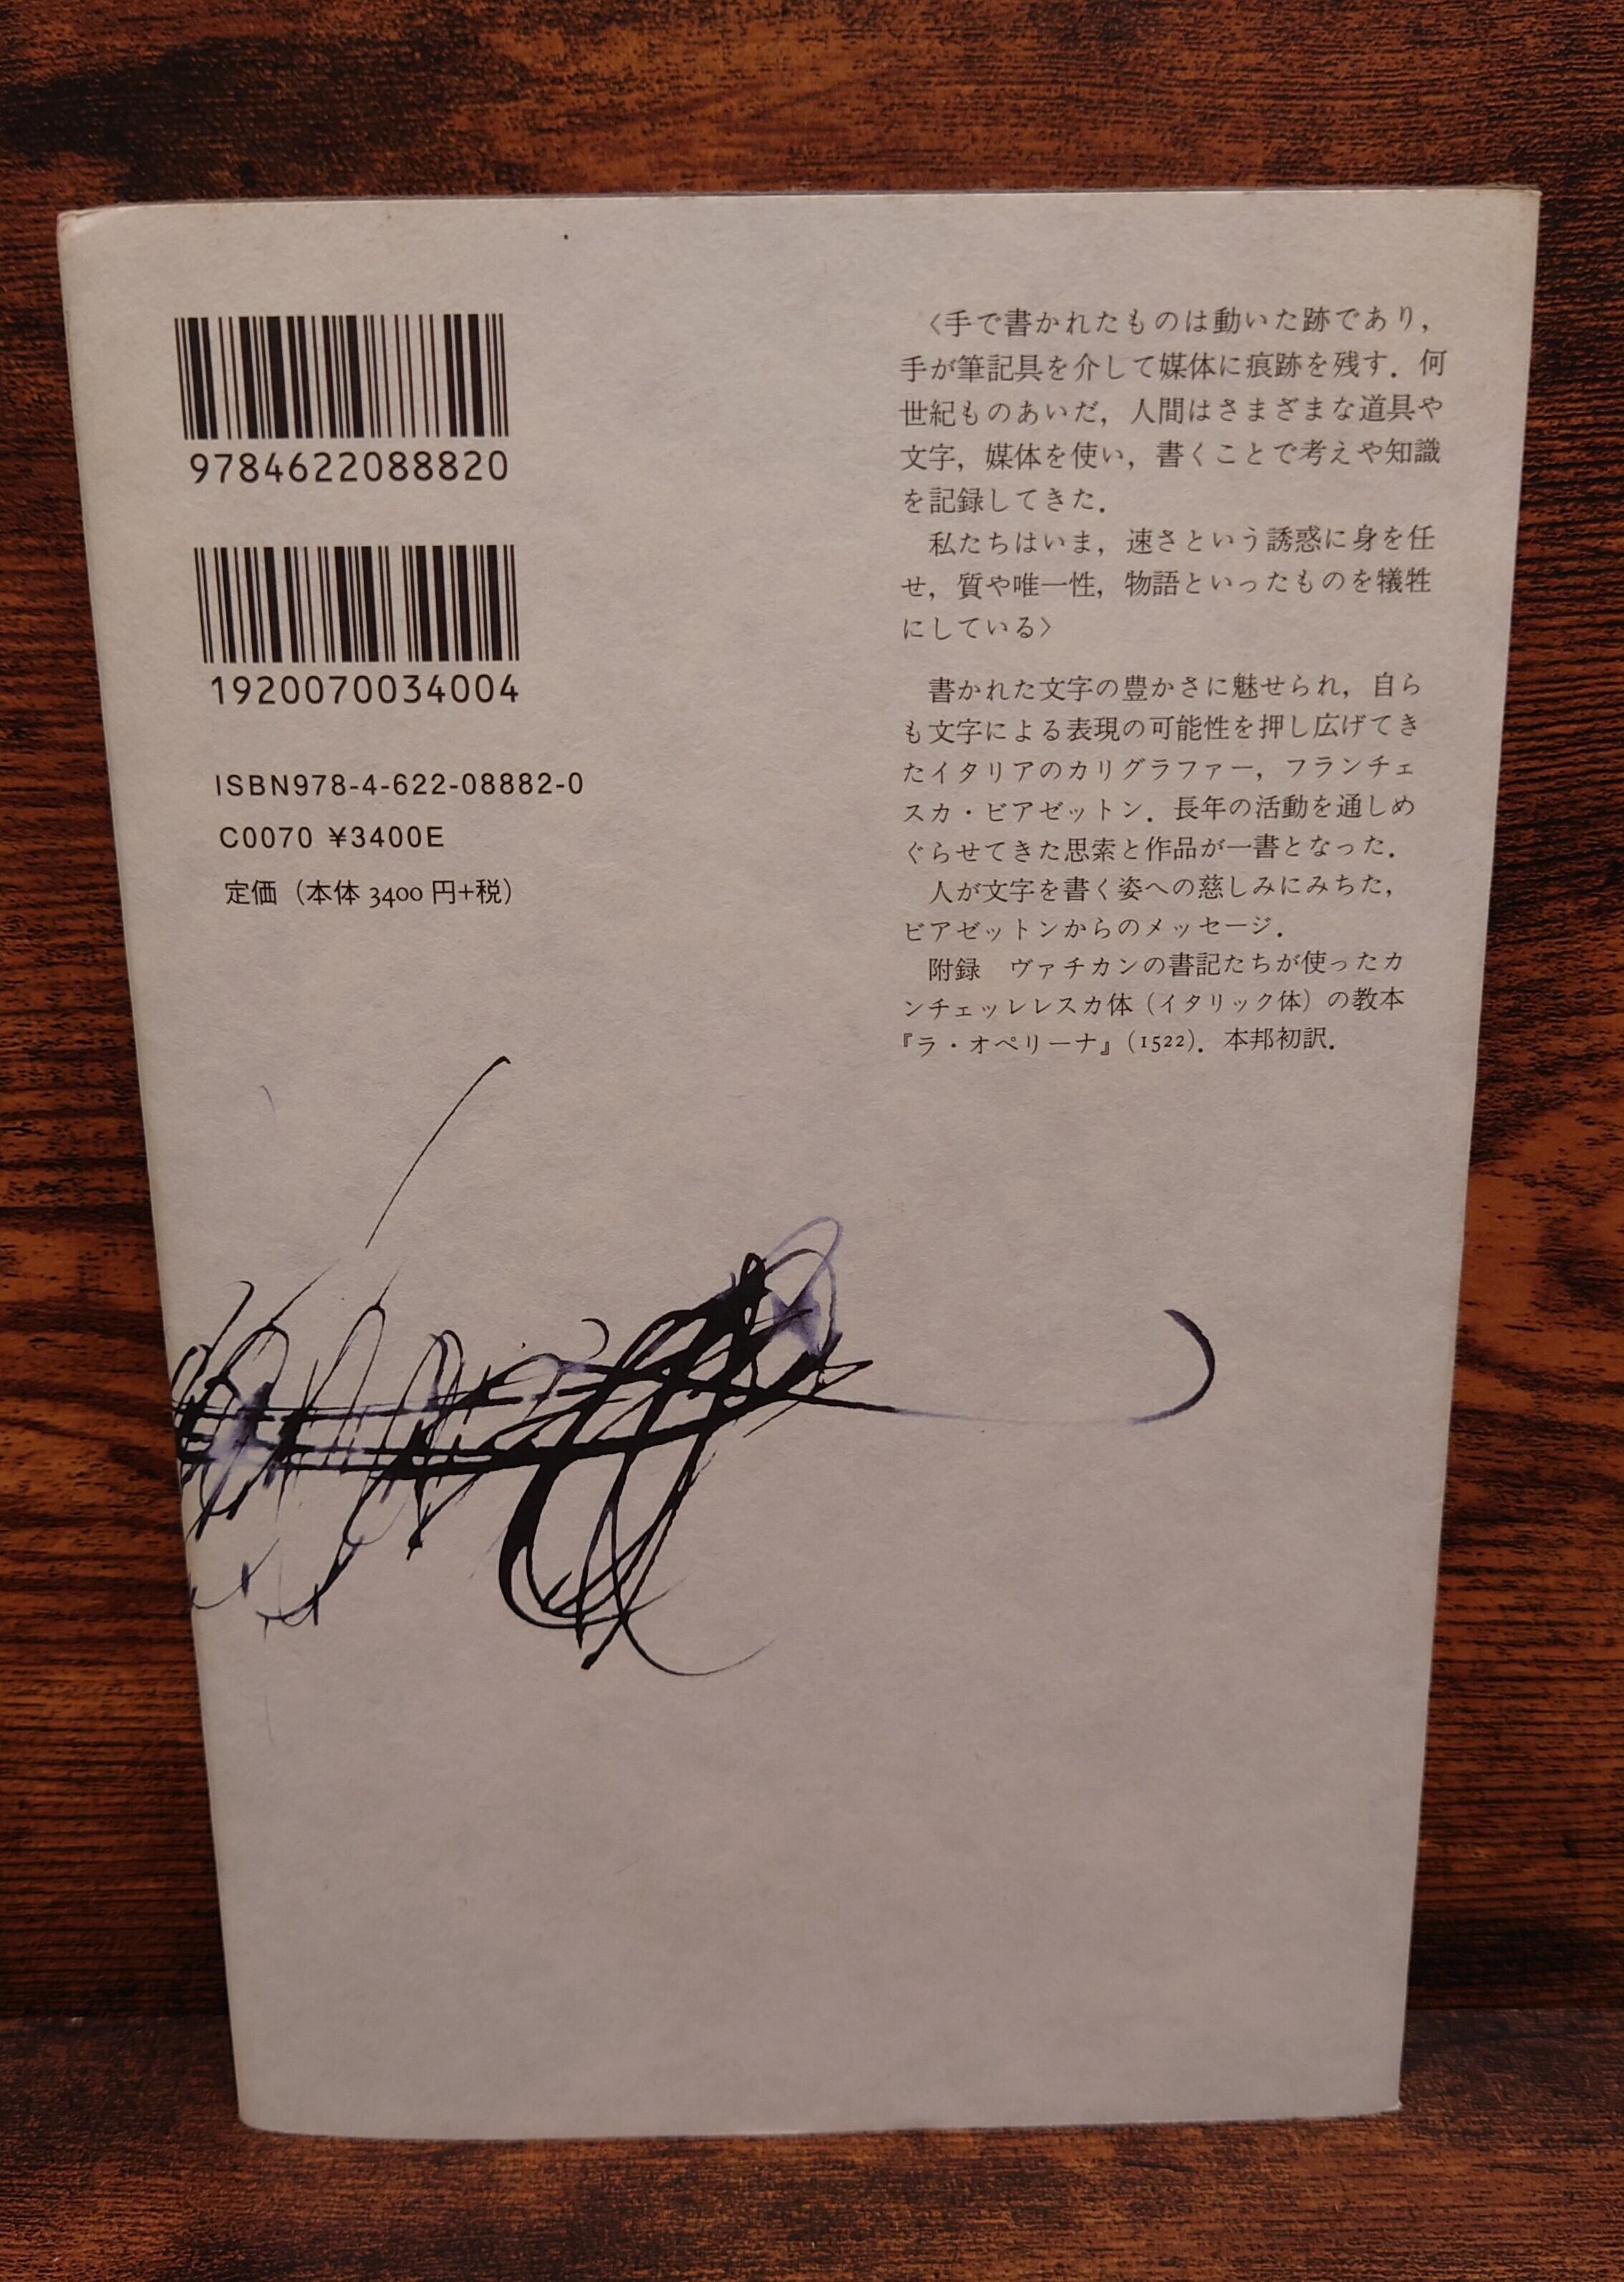 9784622088820
1920070034004
ISBN978-4-622-08882-0
C0070 ¥3400E
定価（本体 3400 円+税）
〈手で書かれたものは動いた跡であり，
手が筆記具を介して媒体に痕跡を残す．何
世紀ものあいだ，人間はさまざまな道具や
文字，媒体を使い，書くことで考えや知識
を記録してきた．
私たちはいま，速さという誘惑に身を任
せ，質や唯一性，物語といったものを犠牲
にしている〉
書かれた文字の豊かさに魅せられ，自ら
も文字による表現の可能性を押し広げてき
たイタリアのカリグラファー，フランチェ
スカ・ビアゼットン．長年の活動を通しめ
ぐらせてきた思索と作品が一書となった．
人が文字を書く姿への慈しみにみちた，
ビアゼットンからのメッセージ．
附録　ヴァチカンの書記たちが使ったカ
ンチェッレレスカ体（イタリック体）の教本
『ラ・オペリーナ』（1522）．本邦初訳．